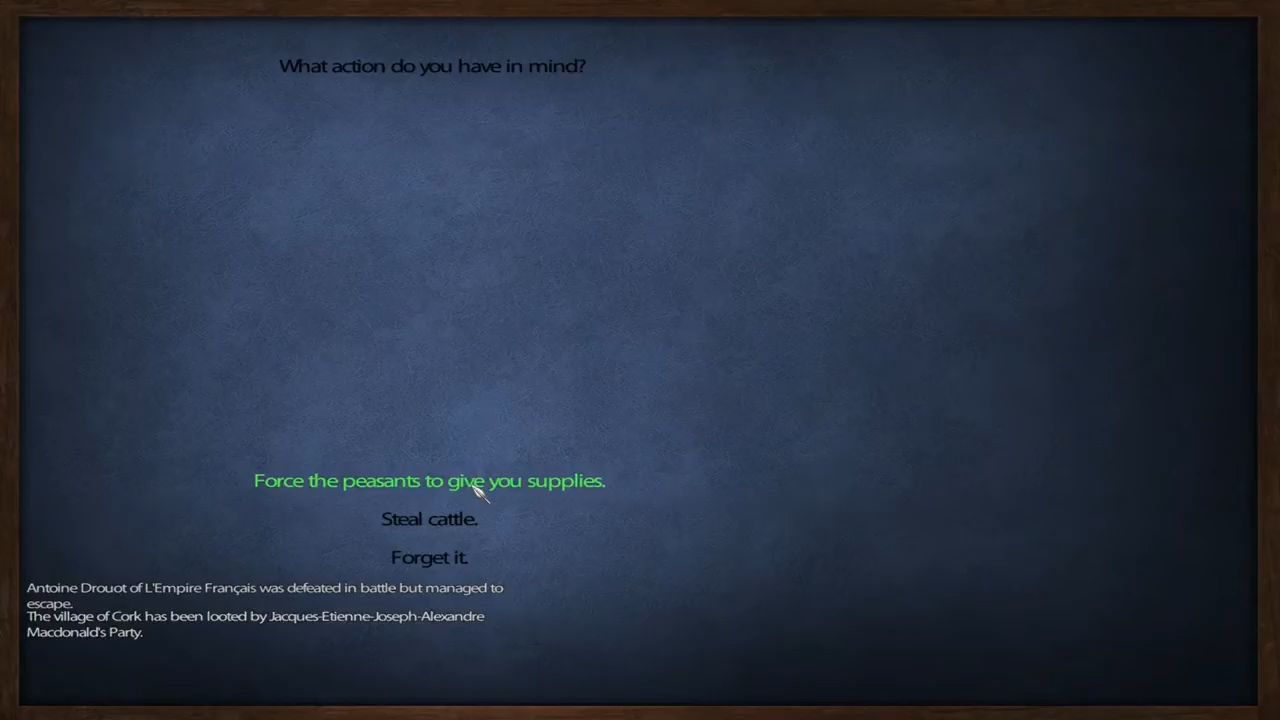 What action do you have in mind?
Force the peasants to give you supplies.
Steal cattle.
Forget it.
Antoine Drouot of L'Empire Français was defeated in battle but managed to
escape.
The village of Cork has been looted by Jacques-Etienne-Joseph-Alexandre
Macdonald's Party.